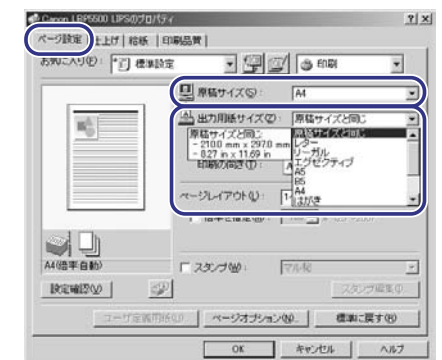 Canon LBP5500 LIPSのプロパティ
ページ設定 仕上げ 給紙 印刷品質
お気に入り(F): 標準設定 印刷
原稿サイズ(S): A4
出力用紙サイズ(Z): 原稿サイズと同じ
原稿サイズと同じ
- 210.0 mm x 297.0 mm
- 8.27 in x 11.69 in
原稿サイズと同じ
レター
リーガル
エグゼクティブ
A5
B5
A4
はがき
印刷の向き(T):
ページレイアウト(L):
A4(倍率:自動)
スタンプ(W): マル秘
設定確認(V) スタンプ編集(I)
ユーザ定義用紙(U) ページオプション(N)... 標準に戻す(R)
OK キャンセル ヘルプ